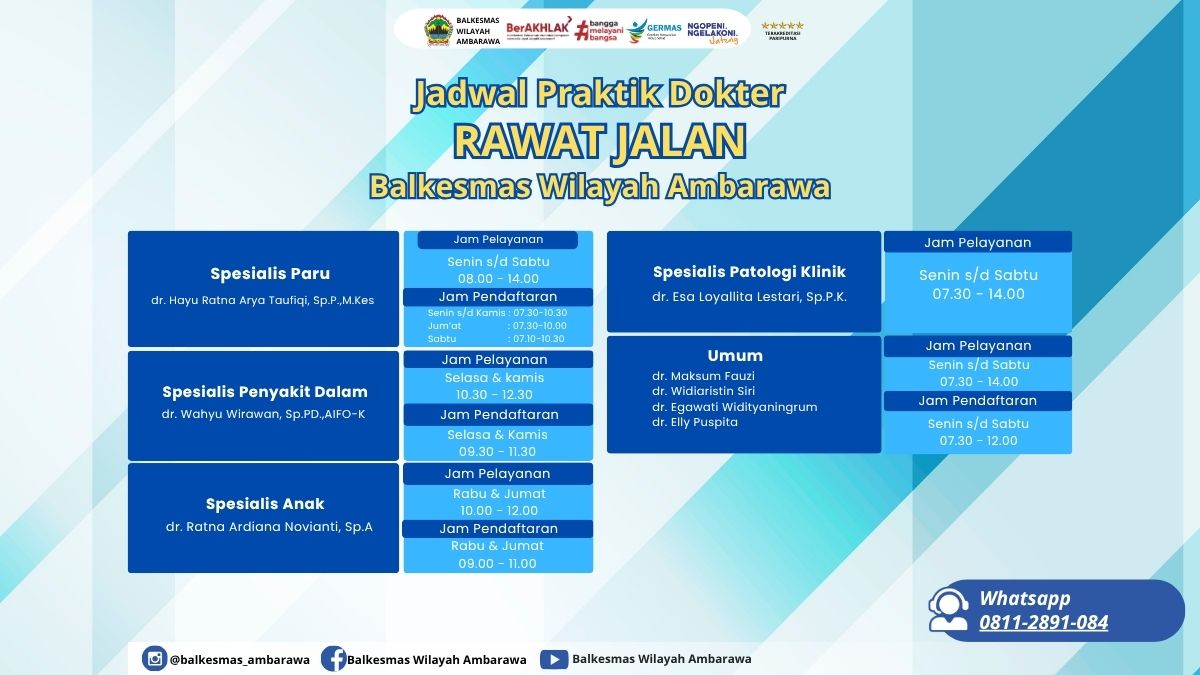 BALKESMAS
WILAYAH
AMBARAWA
BerAKHLAK
#bangga
melayani
bangsa
GERMAS
NGOPENI.
NGELAKONI.
Jateng
TERAKREDITASI
PARIPURNA
Jadwal Praktik Dokter
RAWAT JALAN
Balkesmas Wilayah Ambarawa
Spesialis Paru
dr. Hayu Ratna Arya Taufiqi, Sp.P.,M.Kes
Jam Pelayanan
Senin s/d Sabtu
08.00 - 14.00
Jam Pendaftaran
Senin s/d Kamis : 07.30-10.30
Jum'at : 07.30-10.00
Sabtu : 07.10-10.30
Spesialis Penyakit Dalam
dr. Wahyu Wirawan, Sp.PD.,AIFO-K
Jam Pelayanan
Selasa & kamis
10.30 - 12.30
Jam Pendaftaran
Selasa & Kamis
09.30 - 11.30
Spesialis Anak
dr. Ratna Ardiana Novianti, Sp.A
Jam Pelayanan
Rabu & Jumat
10.00 - 12.00
Jam Pendaftaran
Rabu & Jumat
09.00 - 11.00
Spesialis Patologi Klinik
dr. Esa Loyallita Lestari, Sp.P.K.
Jam Pelayanan
Senin s/d Sabtu
07.30 - 14.00
Umum
dr. Maksum Fauzi
dr. Widiaristin Siri
dr. Egawati Widityaningrum
dr. Elly Puspita
Jam Pelayanan
Senin s/d Sabtu
07.30 - 14.00
Jam Pendaftaran
Senin s/d Sabtu
07.30 - 12.00
Whatsapp
0811-2891-084
@balkesmas_ambarawa
Balkesmas Wilayah Ambarawa
Balkesmas Wilayah Ambarawa